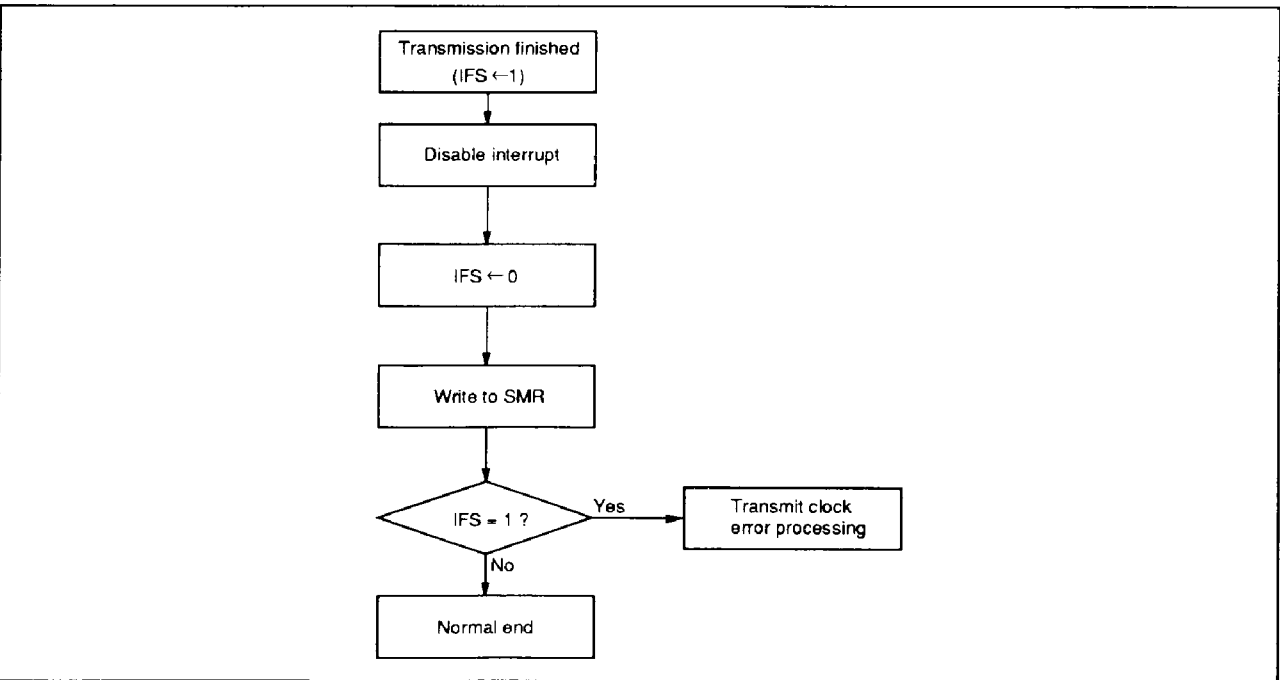 Transmission finished
(IFS ←1)
Disable interrupt
IFS ← 0
Write to SMR
IFS = 1 ?
Yes
Transmit clock
error processing
No
Normal end